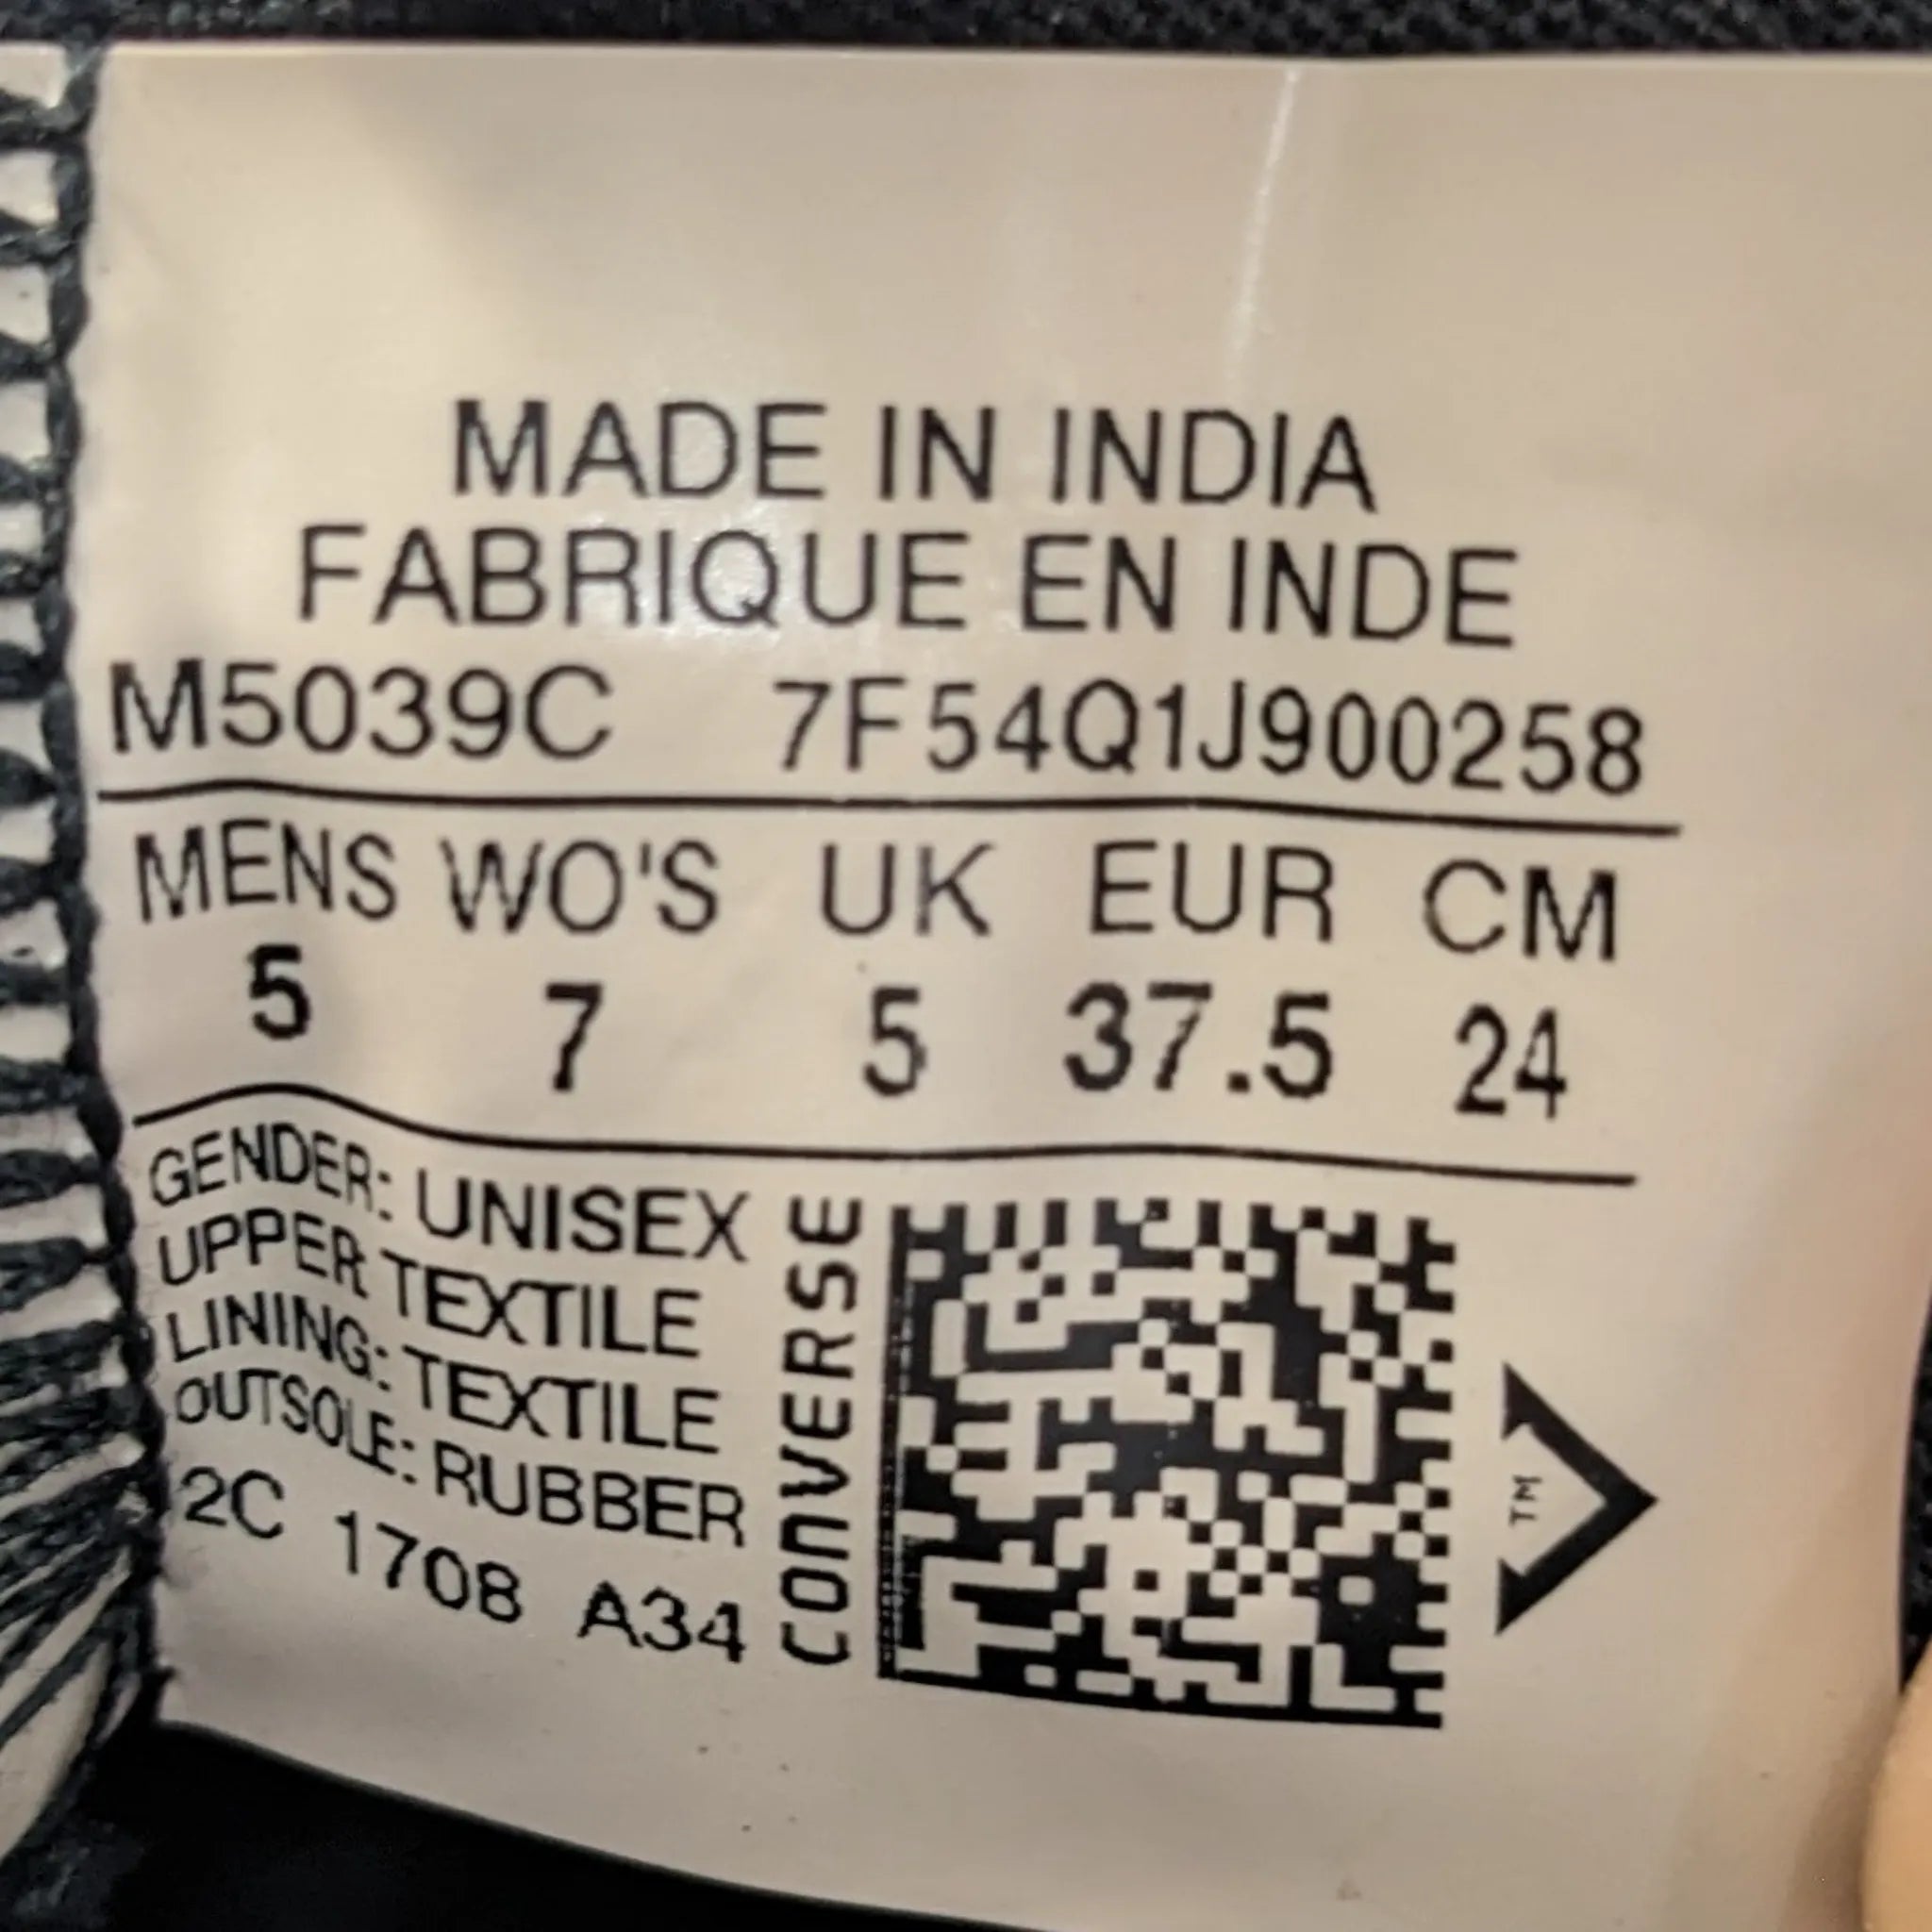 MADE IN INDIA
FABRIQUE EN INDE
M5039C 7F54Q1J900258
MENS WO'S UK EUR CM
5 7 5 37.5 24
GENDER: UNISEX
UPPER TEXTILE
LINING: TEXTILE
OUTSOLE: RUBBER
2C 1708 A34
CONVERSE
TM